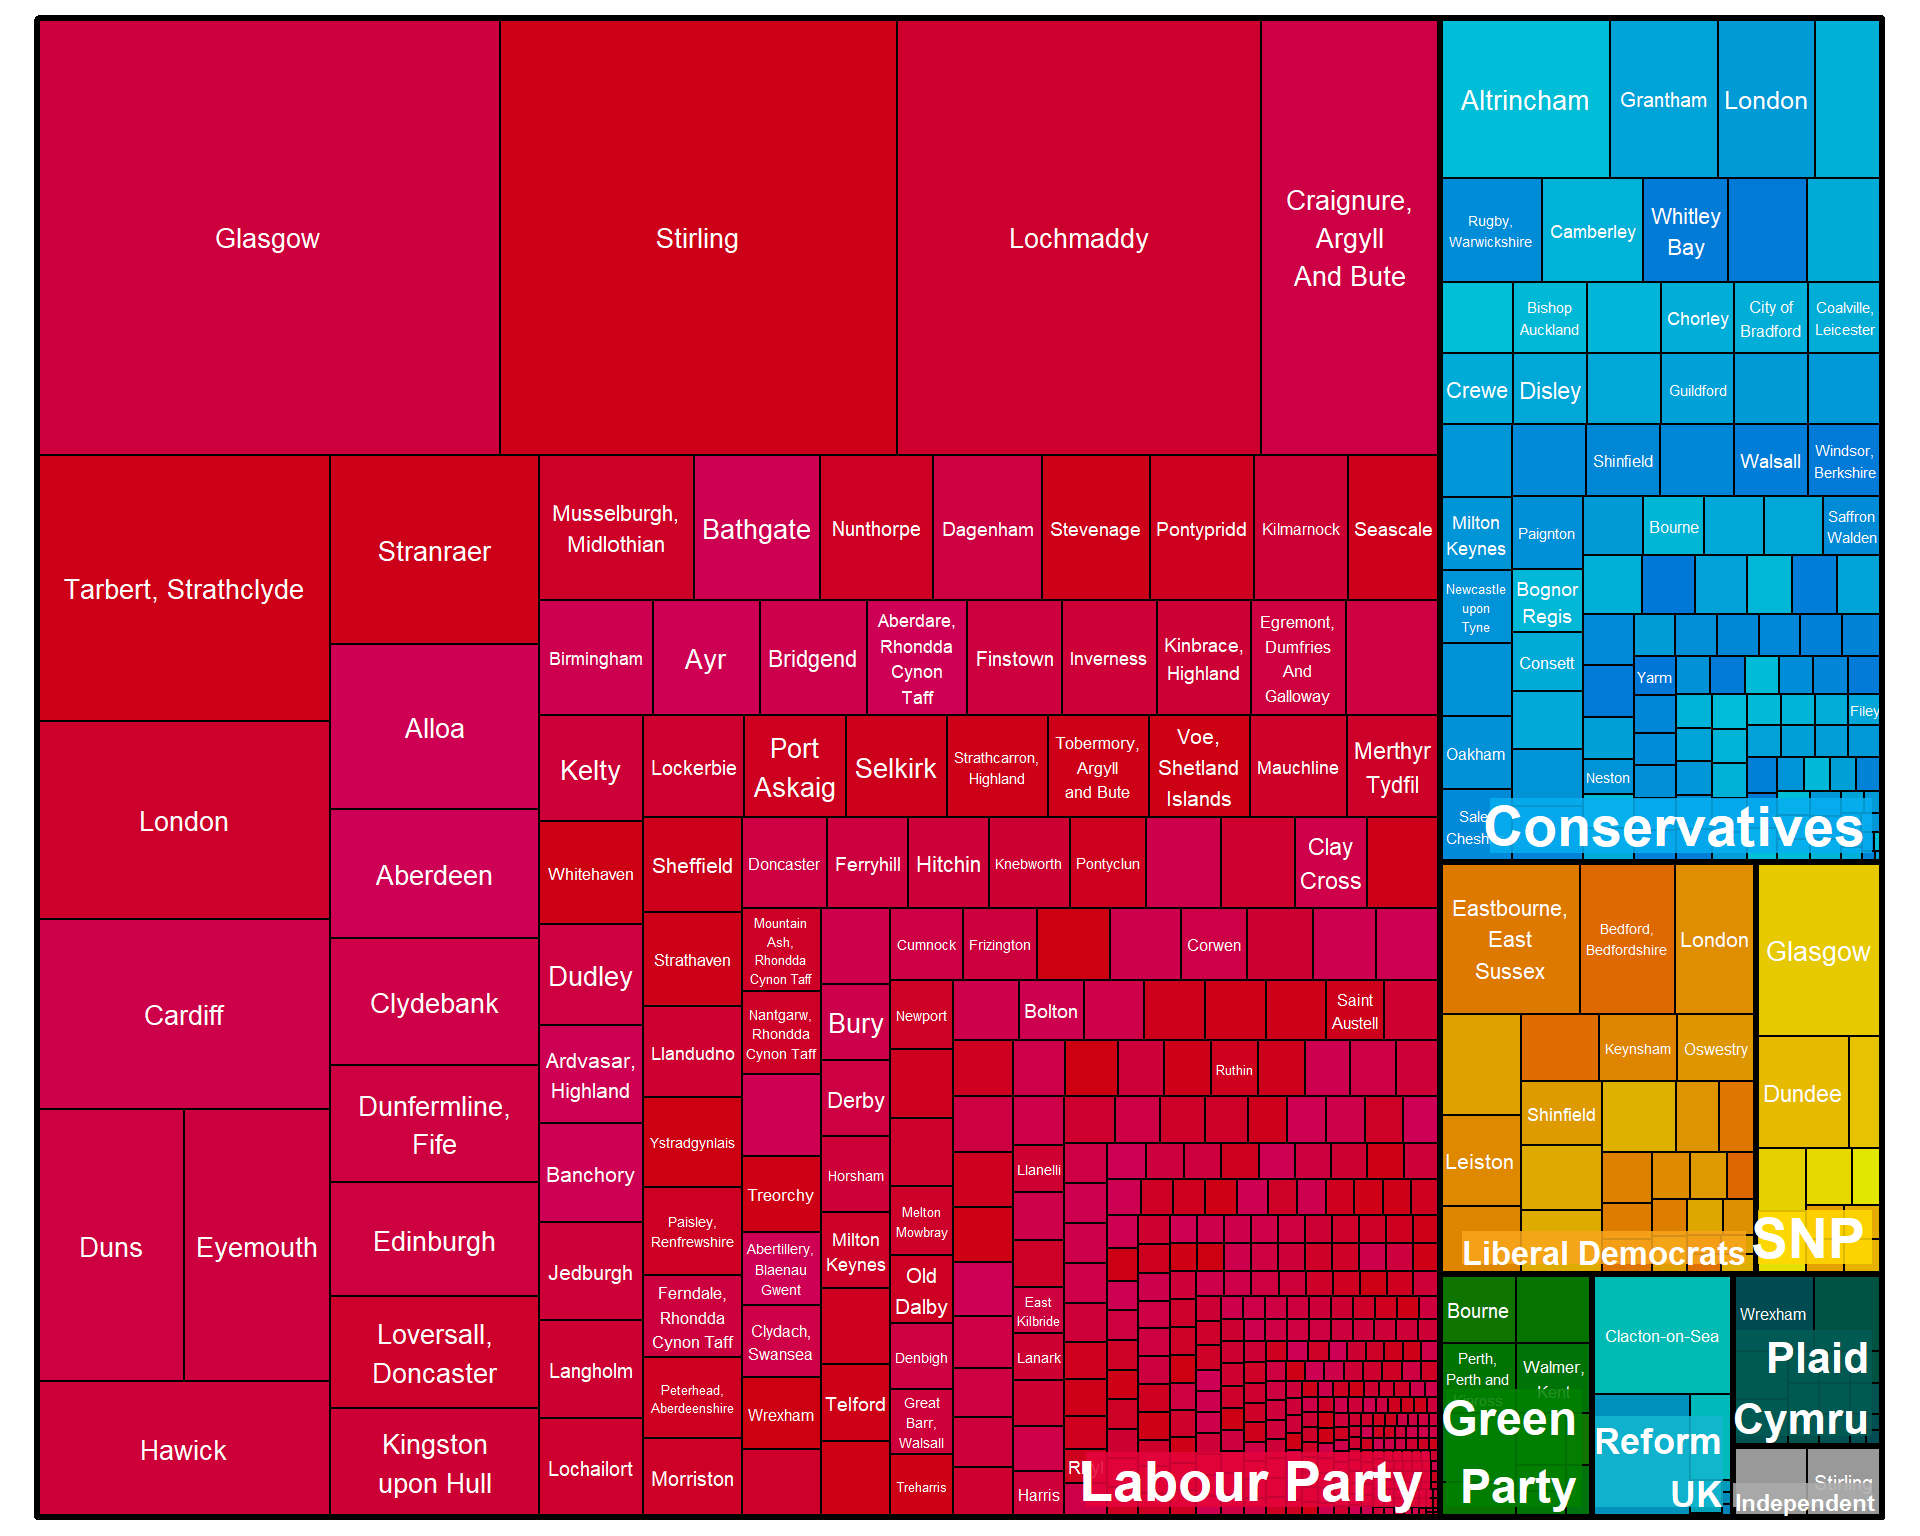 Glasgow
Stirling
Lochmaddy
Craignure,
Argyll
And Bute
Tarbert, Strathclyde
London
Cardiff
Duns
Eyemouth
Hawick
Stranraer
Alloa
Aberdeen
Clydebank
Dunfermline,
Fife
Edinburgh
Loversall,
Doncaster
Kingston
upon Hull
Musselburgh,
Midlothian
Bathgate
Nunthorpe
Dagenham
Stevenage
Pontypridd
Kilmarnock
Seascale
Birmingham
Ayr
Bridgend
Aberdare,
Rhondda
Cynon
Taff
Finstown
Inverness
Kinbrace,
Highland
Egremont,
Dumfries
And
Galloway
Kelty
Whitehaven
Dudley
Ardvasar,
Highland
Banchory
Jedburgh
Langholm
Lochailort
Lockerbie
Port
Askaig
Selkirk
Strathcarron,
Highland
Tobermory,
Argyll
and Bute
Voe,
Shetland
Islands
Mauchline
Merthyr
Tydfil
Sheffield
Strathaven
Llandudno
Ystradgynlais
Paisley,
Renfrewshire
Ferndale,
Rhondda
Cynon Taff
Peterhead,
Aberdeenshire
Morriston
Doncaster
Ferryhill
Hitchin
Knebworth
Pontyclun
Clay
Cross
Mountain
Ash,
Rhondda
Cynon Taff
Nantgarw,
Rhondda
Cynon Taff
Treorchy
Abertillery,
Blaenau
Gwent
Clydach,
Swansea
Wrexham
Bury
Derby
Horsham
Milton
Keynes
Telford
Cumnock
Frizington
Corwen
Newport
Melton
Mowbray
Old
Dalby
Denbigh
Great
Barr,
Walsall
Treharris
Bolton
Saint
Austell
Ruthin
Llanelli
East
Kilbride
Lanark
Harris
Labour Party
Altrincham
Grantham
London
Rugby,
Warwickshire
Camberley
Whitley
Bay
Bishop
Auckland
Chorley
City of
Bradford
Coalville,
Leicester
Crewe
Disley
Guildford
Shinfield
Walsall
Windsor,
Berkshire
Milton
Keynes
Newcastle
upon
Tyne
Oakham
Sale
Paignton
Bognor
Regis
Consett
Bourne
Saffron
Walden
Yarm
Filey
Neston
Conservatives
Eastbourne,
East
Sussex
Bedford,
Bedfordshire
London
Keynsham
Oswestry
Shinfield
Leiston
Liberal Democrats
Glasgow
Dundee
SNP
Bourne
Perth,
Perth and
Kinross
Walmer,
Kent
Green
Party
Clacton-on-Sea
Reform
UK
Wrexham
Plaid
Cymru
Stirling
Independent